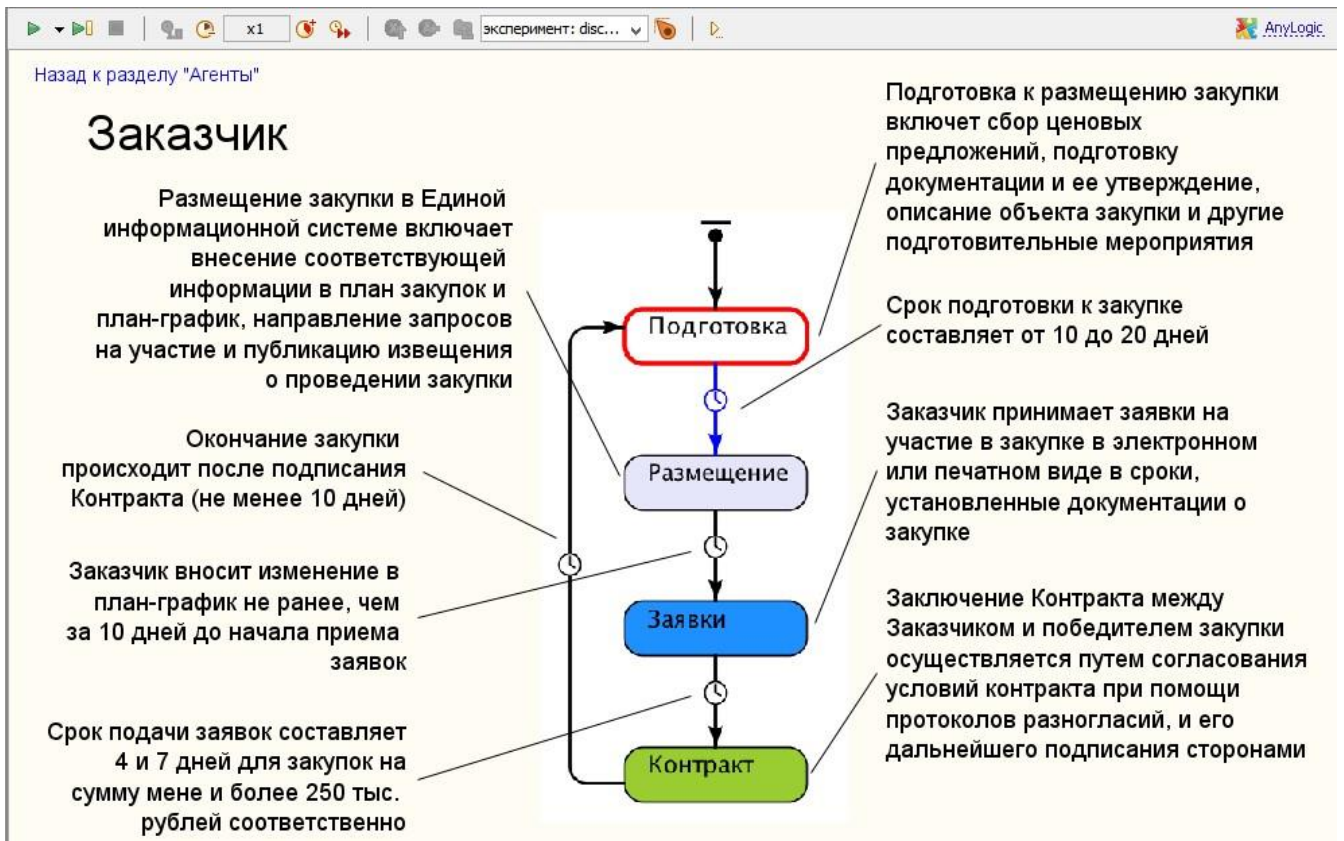 x1
эксперимент: disc...
AnyLogic
Назад к разделу "Агенты"
Заказчик
Размещение закупки в Единой
информационной системе включает
внесение соответствующей
информации в план закупок и
план-график, направление запросов
на участие и публикацию извещения
о проведении закупки
Окончание закупки
происходит после подписания
Контракта (не менее 10 дней)
Заказчик вносит изменение в
план-график не ранее, чем
за 10 дней до начала приема
заявок
Срок подачи заявок составляет
4 и 7 дней для закупок на
сумму мене и более 250 тыс.
рублей соответственно
Подготовка
Размещение
Заявки
Контракт
Подготовка к размещению закупки
включет сбор ценовых
предложений, подготовку
документации и ее утверждение,
описание объекта закупки и другие
подготовительные мероприятия
Срок подготовки к закупке
составляет от 10 до 20 дней
Заказчик принимает заявки на
участие в закупке в электронном
или печатном виде в сроки,
установленные документации о
закупке
Заключение Контракта между
Заказчиком и победителем закупки
осуществляется путем согласования
условий контракта при помощи
протоколов разногласий, и его
дальнейшего подписания сторонами